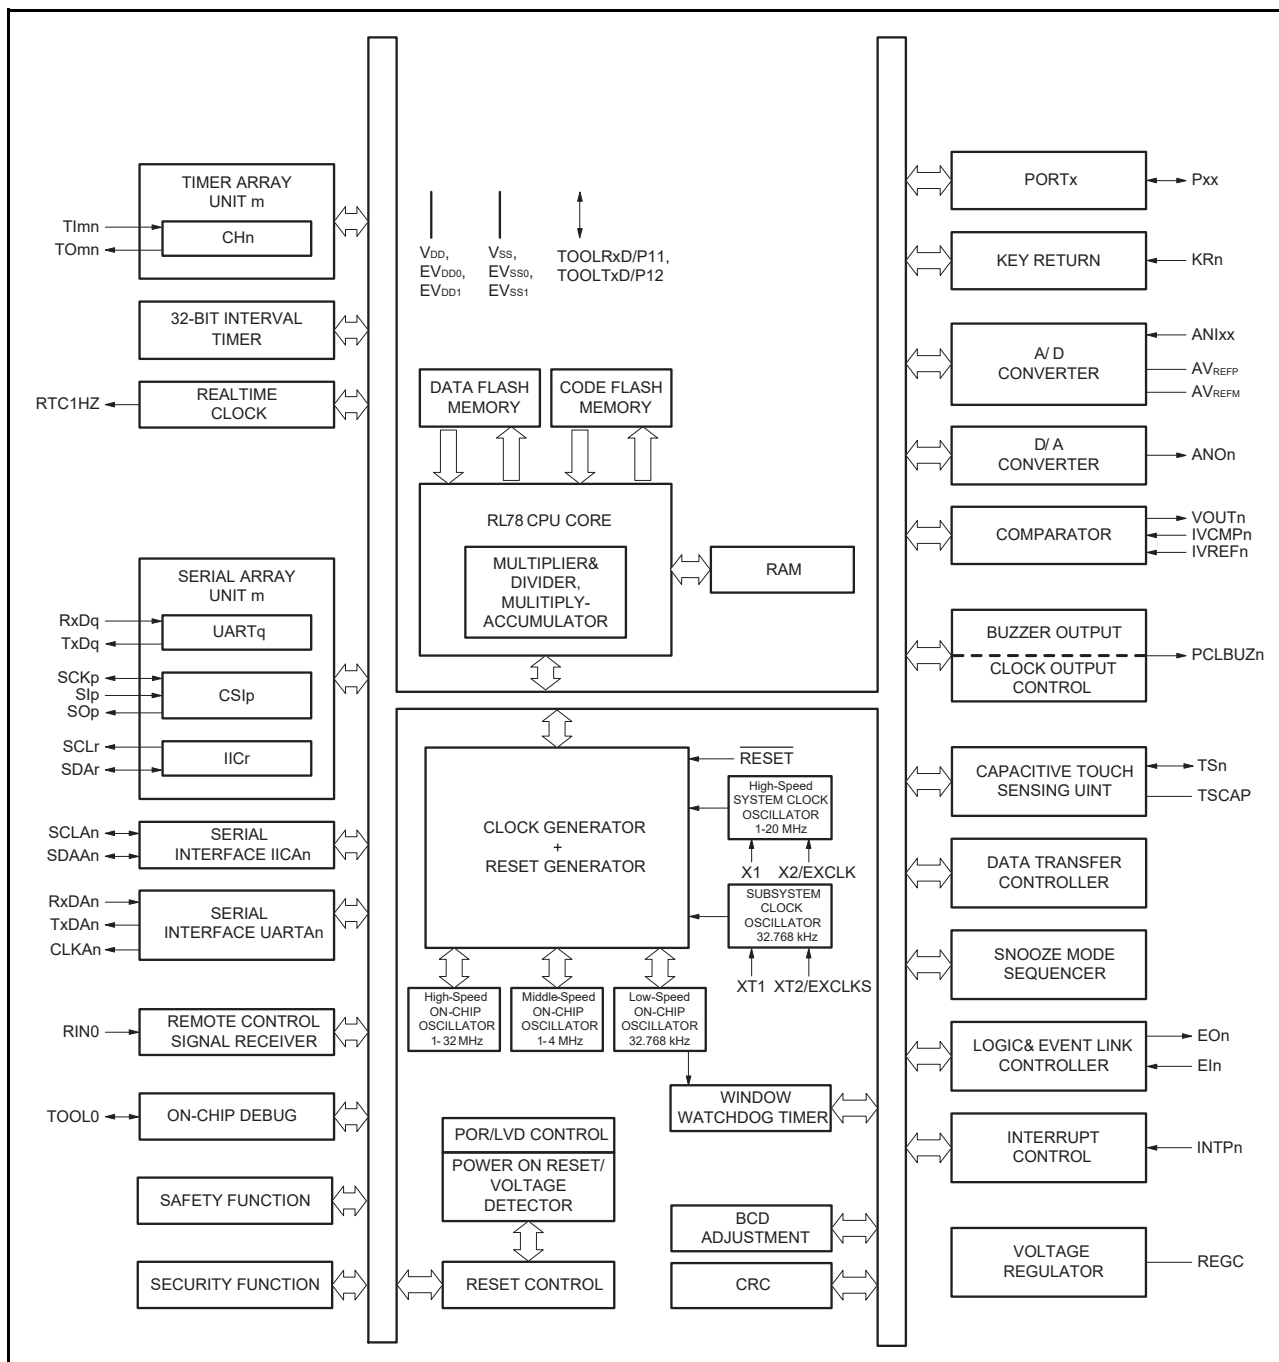 TIMER ARRAY
UNIT m
TImn
TOmn
CHn
32-BIT INTERVAL
TIMER
RTC1HZ
REALTIME
CLOCK
SERIAL ARRAY
UNIT m
RxDq
TxDq
UARTq
SCKp
SIp
SOp
CSIp
SCLr
SDAr
IICr
SCLAn
SDAAn
SERIAL
INTERFACE IICAn
RxDAn
TxDAn
CLKAn
SERIAL
INTERFACE UARTAn
RIN0
REMOTE CONTROL
SIGNAL RECEIVER
TOOL0
ON-CHIP DEBUG
SAFETY FUNCTION
SECURITY FUNCTION
VDD,
EVDD0,
EVDD1
VSS,
EVSS0,
EVSS1
TOOLRxD/P11,
TOOLTxD/P12
DATA FLASH
MEMORY
CODE FLASH
MEMORY
RL78 CPU CORE
MULTIPLIER&
DIVIDER,
MULITIPLY-
ACCUMULATOR
RAM
CLOCK GENERATOR
+
RESET GENERATOR
RESET
High-Speed
SYSTEM CLOCK
OSCILLATOR
1-20 MHz
X1 X2/EXCLK
SUBSYSTEM
CLOCK
OSCILLATOR
32.768 kHz
XT1 XT2/EXCLKS
High-Speed
ON-CHIP
OSCILLATOR
1- 32 MHz
Middle-Speed
ON-CHIP
OSCILLATOR
1- 4 MHz
Low-Speed
ON-CHIP
OSCILLATOR
32.768 kHz
WINDOW
WATCHDOG TIMER
POR/LVD CONTROL
POWER ON RESET/
VOLTAGE
DETECTOR
RESET CONTROL
BCD
ADJUSTMENT
CRC
PORTx
Pxx
KEY RETURN
KRn
A/ D
CONVERTER
ANIxx
AVREFP
AVREFM
D/ A
CONVERTER
ANOn
COMPARATOR
VOUTn
IVCMPn
IVREFn
BUZZER OUTPUT
CLOCK OUTPUT
CONTROL
PCLBUZn
CAPACITIVE TOUCH
SENSING UINT
TSn
TSCAP
DATA TRANSFER
CONTROLLER
SNOOZE MODE
SEQUENCER
LOGIC& EVENT LINK
CONTROLLER
EOn
EIn
INTERRUPT
CONTROL
INTPn
VOLTAGE
REGULATOR
REGC